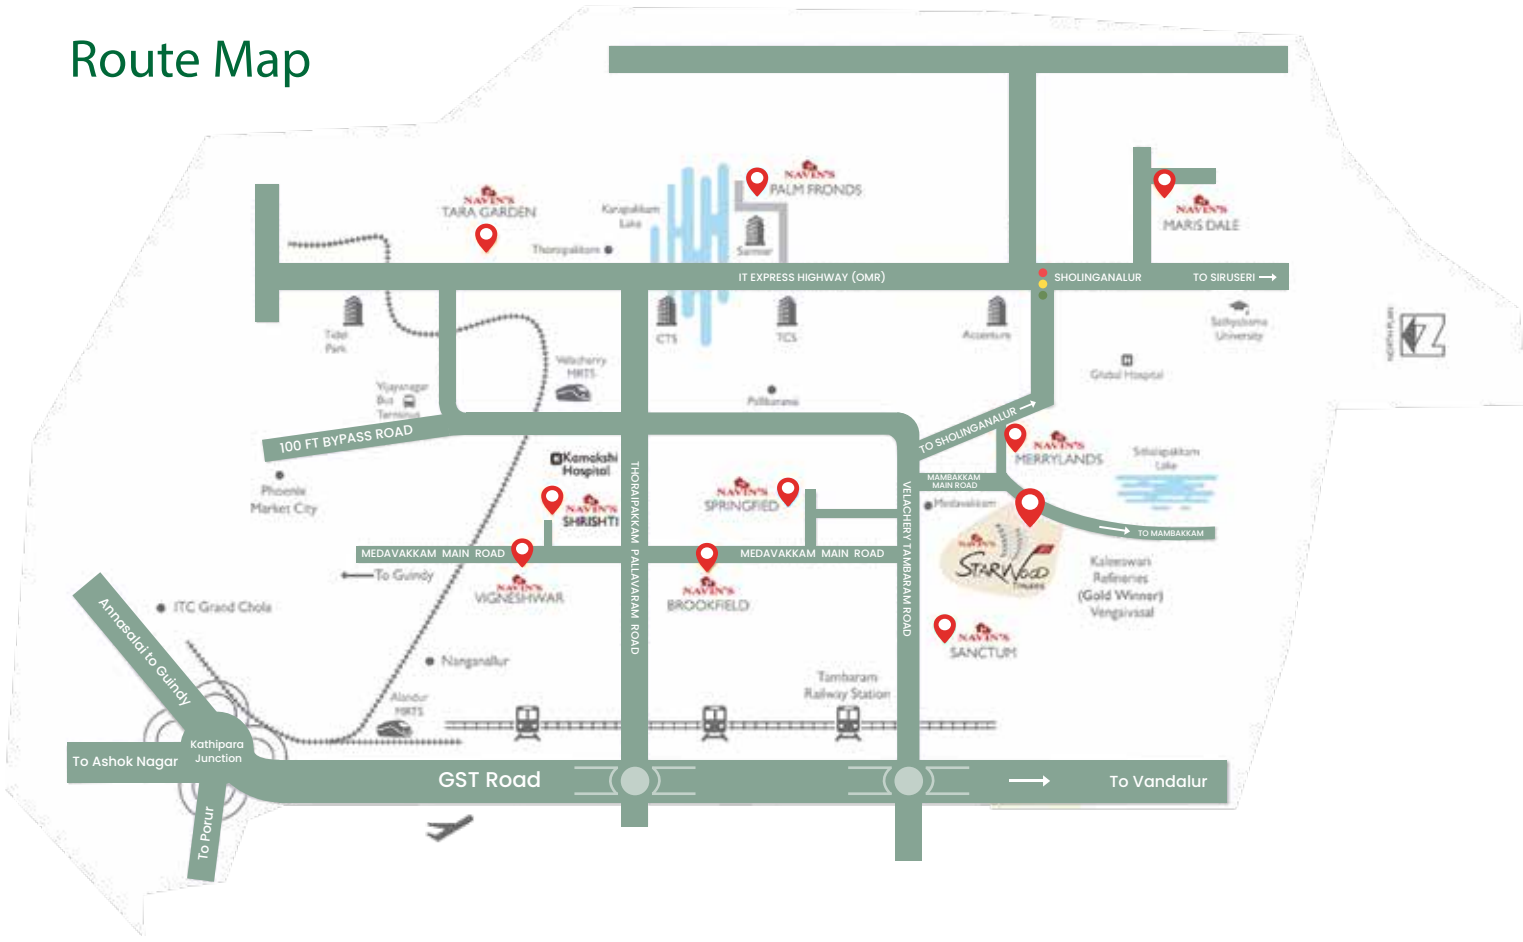 Route Map
NAVIN'S
TARA GARDEN
Karapakkam
Lake
Thoraipakkam
NAVIN'S
PALM FRONDS
Sarmier
NAVIN'S
MARIS DALE
IT EXPRESS HIGHWAY (OMR)
SHOLINGANALUR
TO SIRUSERI
Tidel
Park
CTS
TCS
Accenture
Sathyabama
University
NORTH PLAN
Velachery
MRTS
Vijayanagar
Bus
Terminus
Pallikaranai
Global Hospital
100 FT BYPASS ROAD
TO SHOLINGANALUR
NAVIN'S
MERRYLANDS
Sithalapakkam
Lake
Kamakshi
Hospital
Phoenix
Market City
NAVIN'S
SHRISHTI
THORAIPAKKAM PALLAVARAM ROAD
NAVIN'S
SPRINGFIED
VELACHERY TAMBARAM ROAD
MAMBAKKAM
MAIN ROAD
Medavakkam
TO MAMBAKKAM
MEDAVAKKAM MAIN ROAD
MEDAVAKKAM MAIN ROAD
NAVIN'S
STARWOOD
TOWERS
To Guindy
NAVIN'S
VIGNESHWAR
NAVIN'S
BROOKFIELD
Kaleeswari
Refineries
(Gold Winner)
Vengaivasal
Annasalai to Guindy
ITC Grand Chola
NAVIN'S
SANCTUM
Nanganallur
Alandur
MRTS
Tambaram
Railway Station
Kathipara
Junction
To Ashok Nagar
GST Road
To Vandalur
To Porur